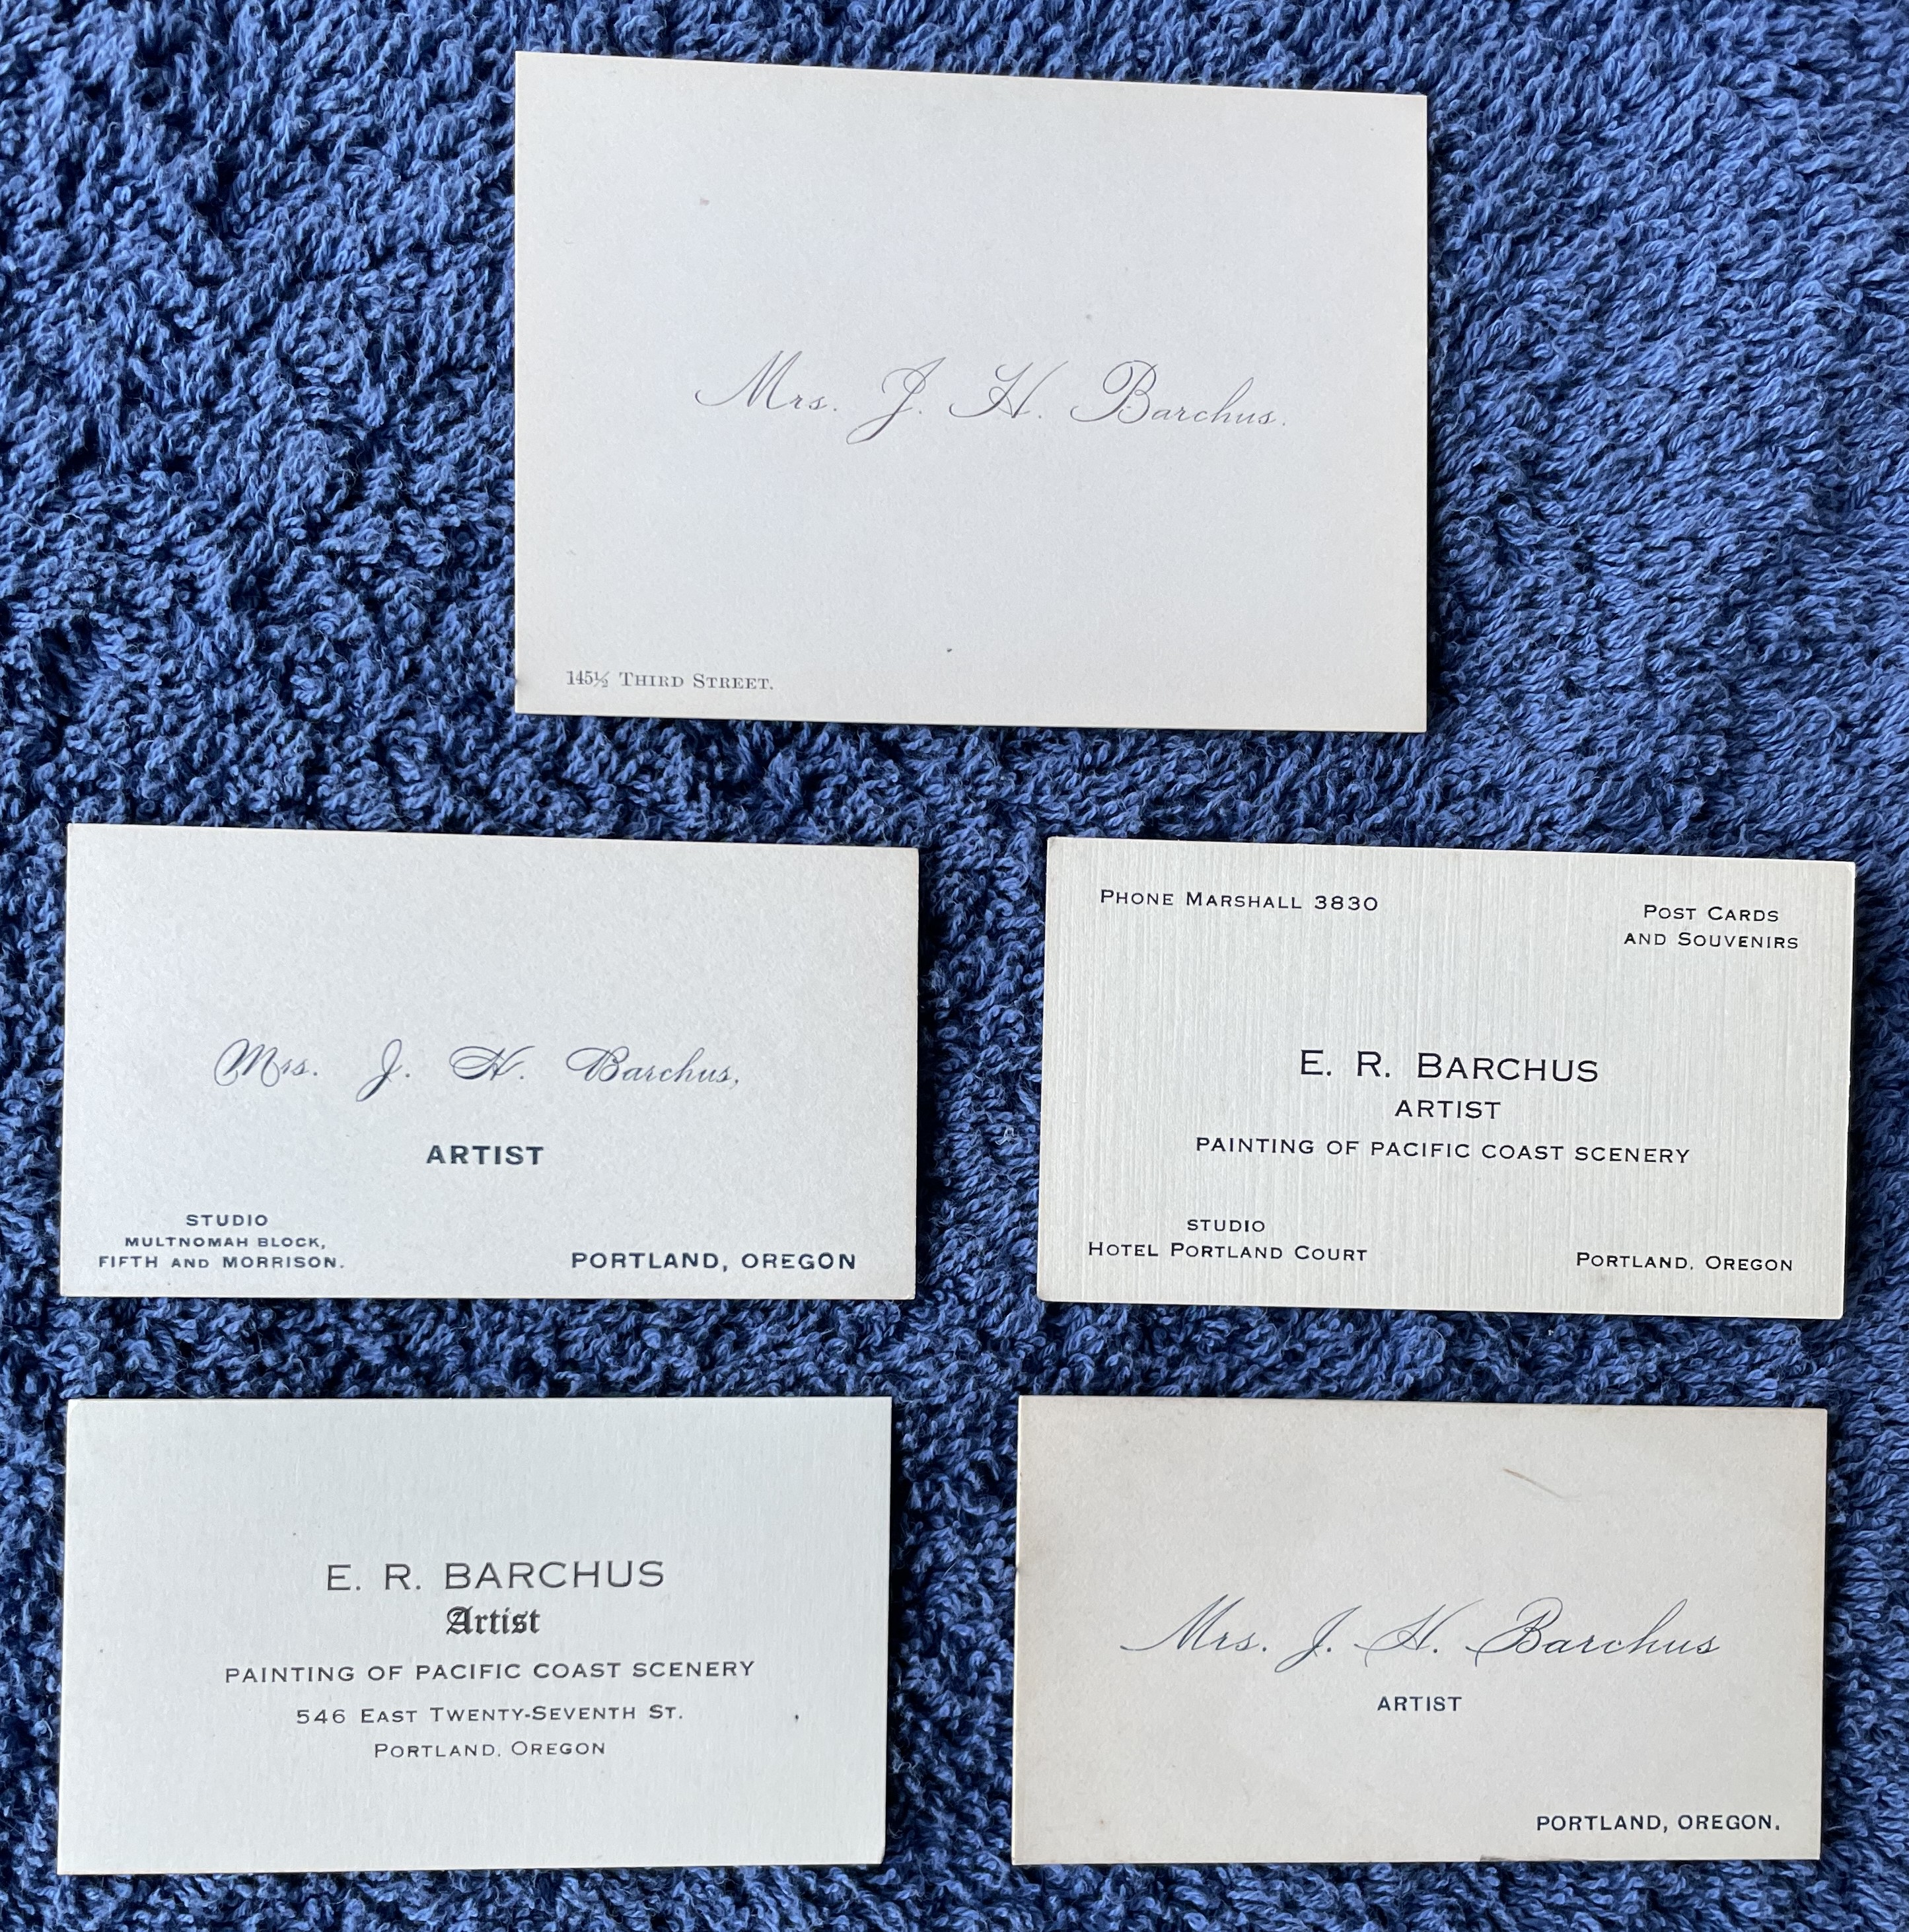 Mrs. J. H. Barchus.
145½ THIRD STREET.
Mrs. J. H. Barchus,
ARTIST
STUDIO
MULTNOMAH BLOCK,
FIFTH AND MORRISON.
PORTLAND, OREGON
PHONE MARSHALL 3830
POST CARDS
AND SOUVENIRS
E. R. BARCHUS
ARTIST
PAINTING OF PACIFIC COAST SCENERY
STUDIO
HOTEL PORTLAND COURT
PORTLAND, OREGON
E. R. BARCHUS
Artist
PAINTING OF PACIFIC COAST SCENERY
546 EAST TWENTY-SEVENTH ST.
PORTLAND, OREGON
Mrs. J. H. Barchus
ARTIST
PORTLAND, OREGON.